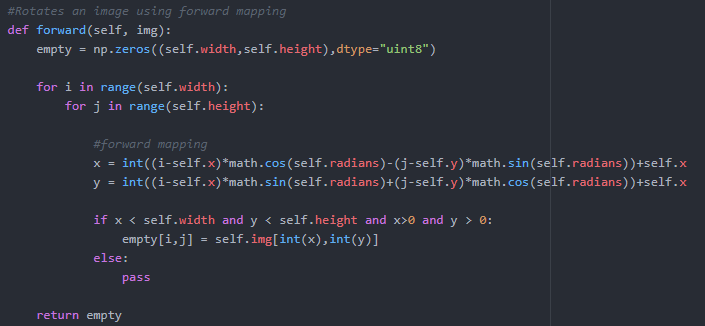 #Rotates an image using forward mapping
def forward(self, img):
    empty = np.zeros((self.width,self.height),dtype="uint8")

    for i in range(self.width):
        for j in range(self.height):

            #forward mapping
            x = int((i-self.x)*math.cos(self.radians)-(j-self.y)*math.sin(self.radians))+self.x
            y = int((i-self.x)*math.sin(self.radians)+(j-self.y)*math.cos(self.radians))+self.x

            if x < self.width and y < self.height and x>0 and y > 0:
                empty[i,j] = self.img[int(x),int(y)]
            else:
                pass

    return empty